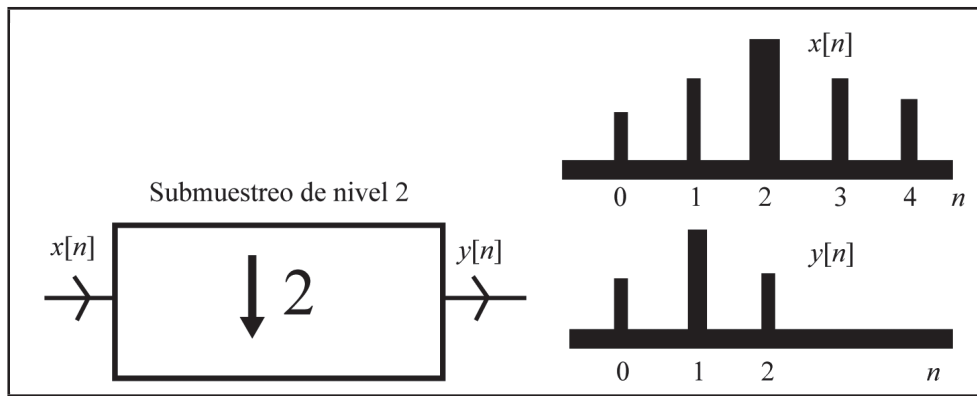 Submuestreo de nivel 2
x[n]
↓ 2
y[n]
x[n]
0 1 2 3 4 n
y[n]
0 1 2 n